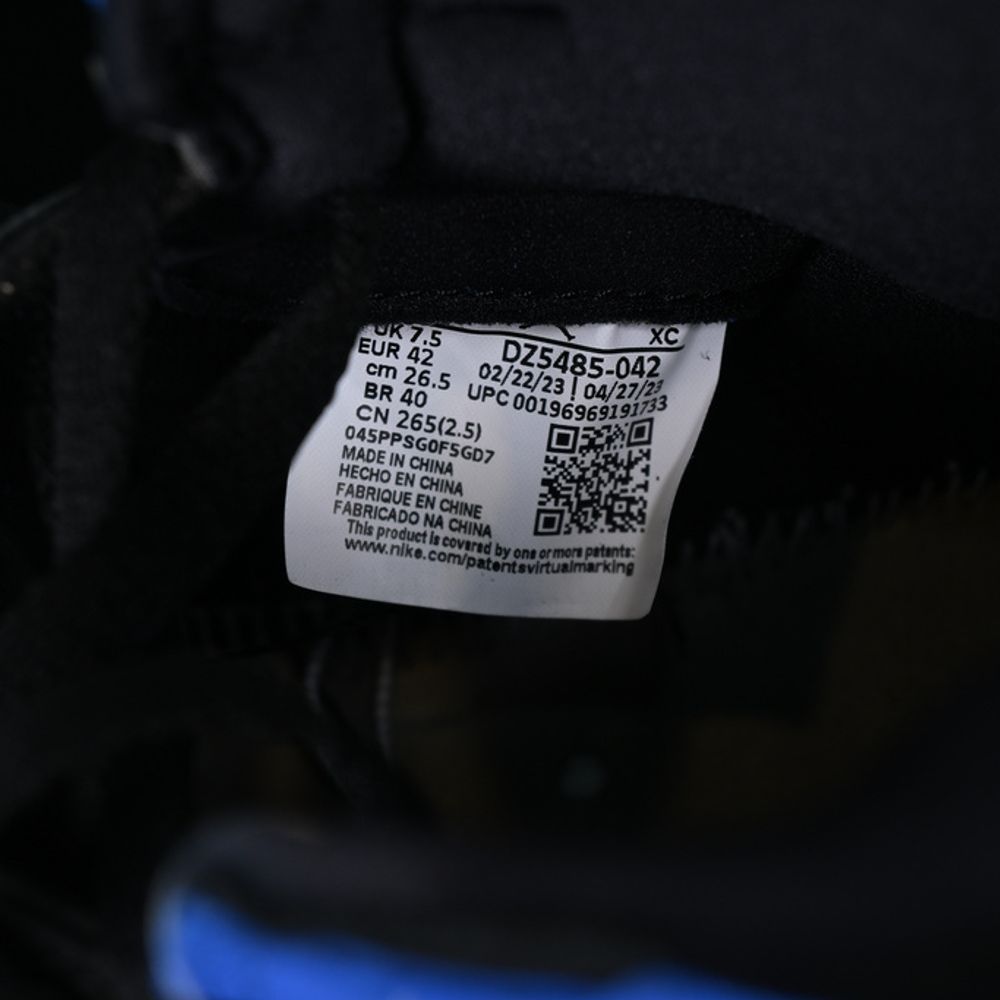 UK 7.5
EUR 42
cm 26.5
BR 40
CN 265(2.5)
XC
DZ5485-042
02/22/23 | 04/27/23
UPC 00196969191733
045PPSG0F5GD7
MADE IN CHINA
HECHO EN CHINA
FABRIQUE EN CHINE
FABRICADO NA CHINA
This product is covered by one or more patents:
www.nike.com/patentsvirtualmarking